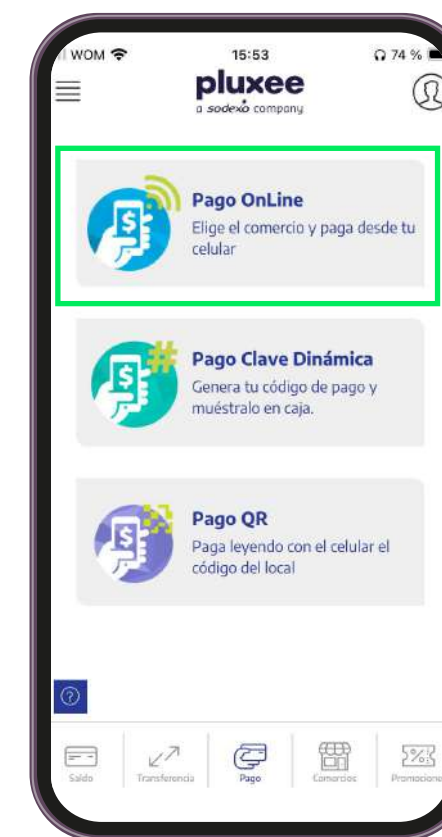 WOM 15:53 74 %
pluxee
a sodexo company
$
Pago OnLine
Elige el comercio y paga desde tu
celular
$
#
Pago Clave Dinámica
Genera tu código de pago y
muéstralo en caja.
$
Pago QR
Paga leyendo con el celular el
código del local
?
%
Saldo Transferencia Pago Comercios Promocione